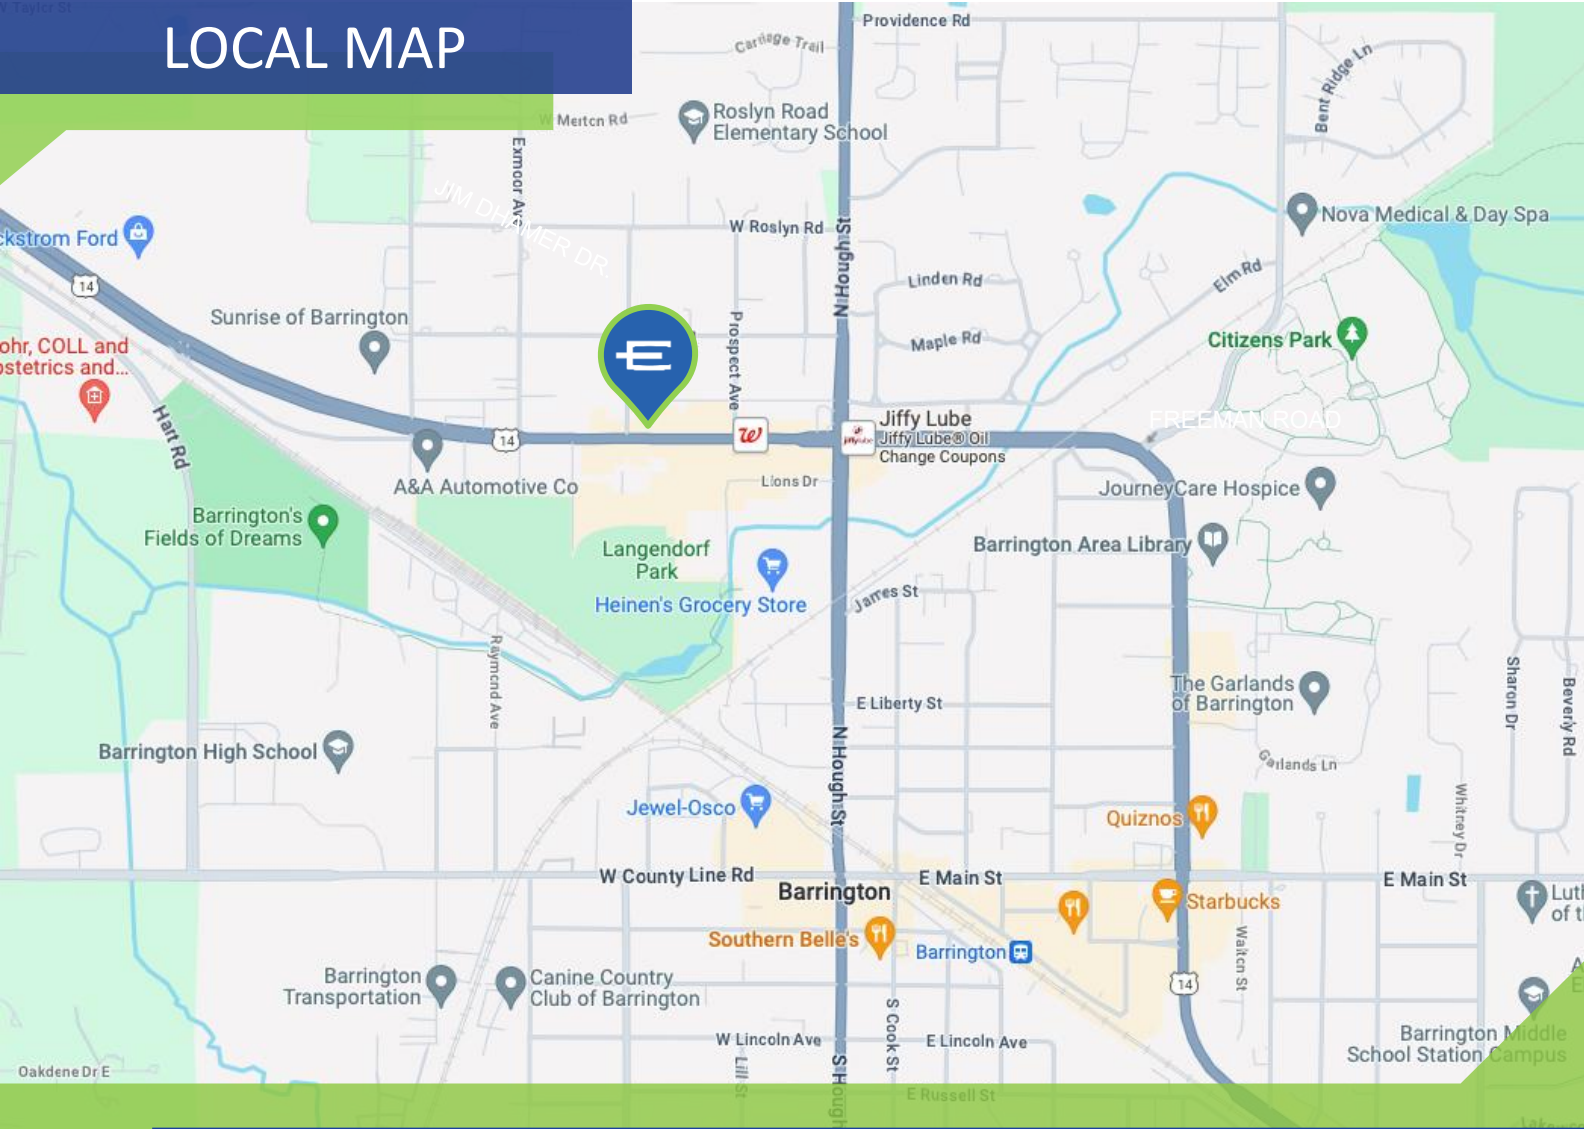 W Taylor St
LOCAL MAP
Providence Rd
Carriage Trail
Bent Ridge Ln
W Merton Rd
Roslyn Road
Elementary School
Exmoor Ave
JIM DHAMER DR.
W Roslyn Rd
N Hough St
Nova Medical & Day Spa
ckstrom Ford
14
Linden Rd
Elm Rd
Sunrise of Barrington
Prospect Ave
Maple Rd
Citizens Park
ohr, COLL and
ostetrics and...
E
Hart Rd
14
W
Jiffy Lube
Jiffy Lube® Oil
Change Coupons
FREEMAN ROAD
A&A Automotive Co
Lions Dr
JourneyCare Hospice
Barrington's
Fields of Dreams
Langendorf
Park
Barrington Area Library
Heinen's Grocery Store
James St
Raymond Ave
E Liberty St
The Garlands
of Barrington
Sharon Dr
Beverly Rd
Barrington High School
N Hough St
Garlands Ln
Jewel-Osco
Quiznos
Whitney Dr
W County Line Rd
Barrington
E Main St
E Main St
Starbucks
Luth
of t
Southern Belle's
Barrington
Walton St
Barrington
Transportation
Canine Country
Club of Barrington
14
S Cook St
W Lincoln Ave
E Lincoln Ave
Barrington Middle
School Station Campus
Oakdene Dr E
Lill St
S Hough
E Russell St